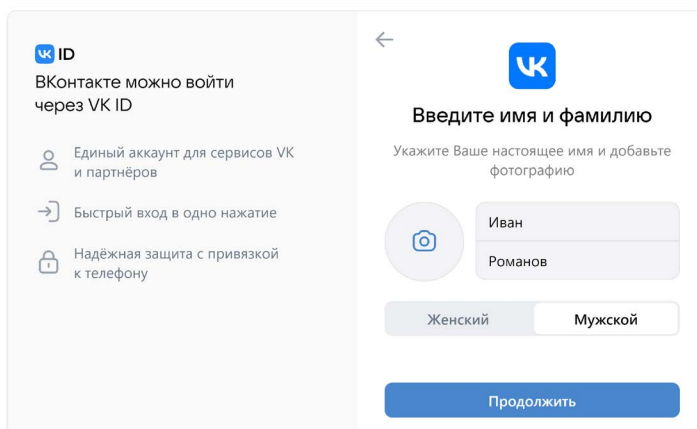 VK ID
ВКонтакте можно войти
через VK ID
Единый аккаунт для сервисов VK
и партнёров
Быстрый вход в одно нажатие
Надёжная защита с привязкой
к телефону
VK
Введите имя и фамилию
Укажите Ваше настоящее имя и добавьте
фотографию
Иван
Романов
Женский
Мужской
Продолжить